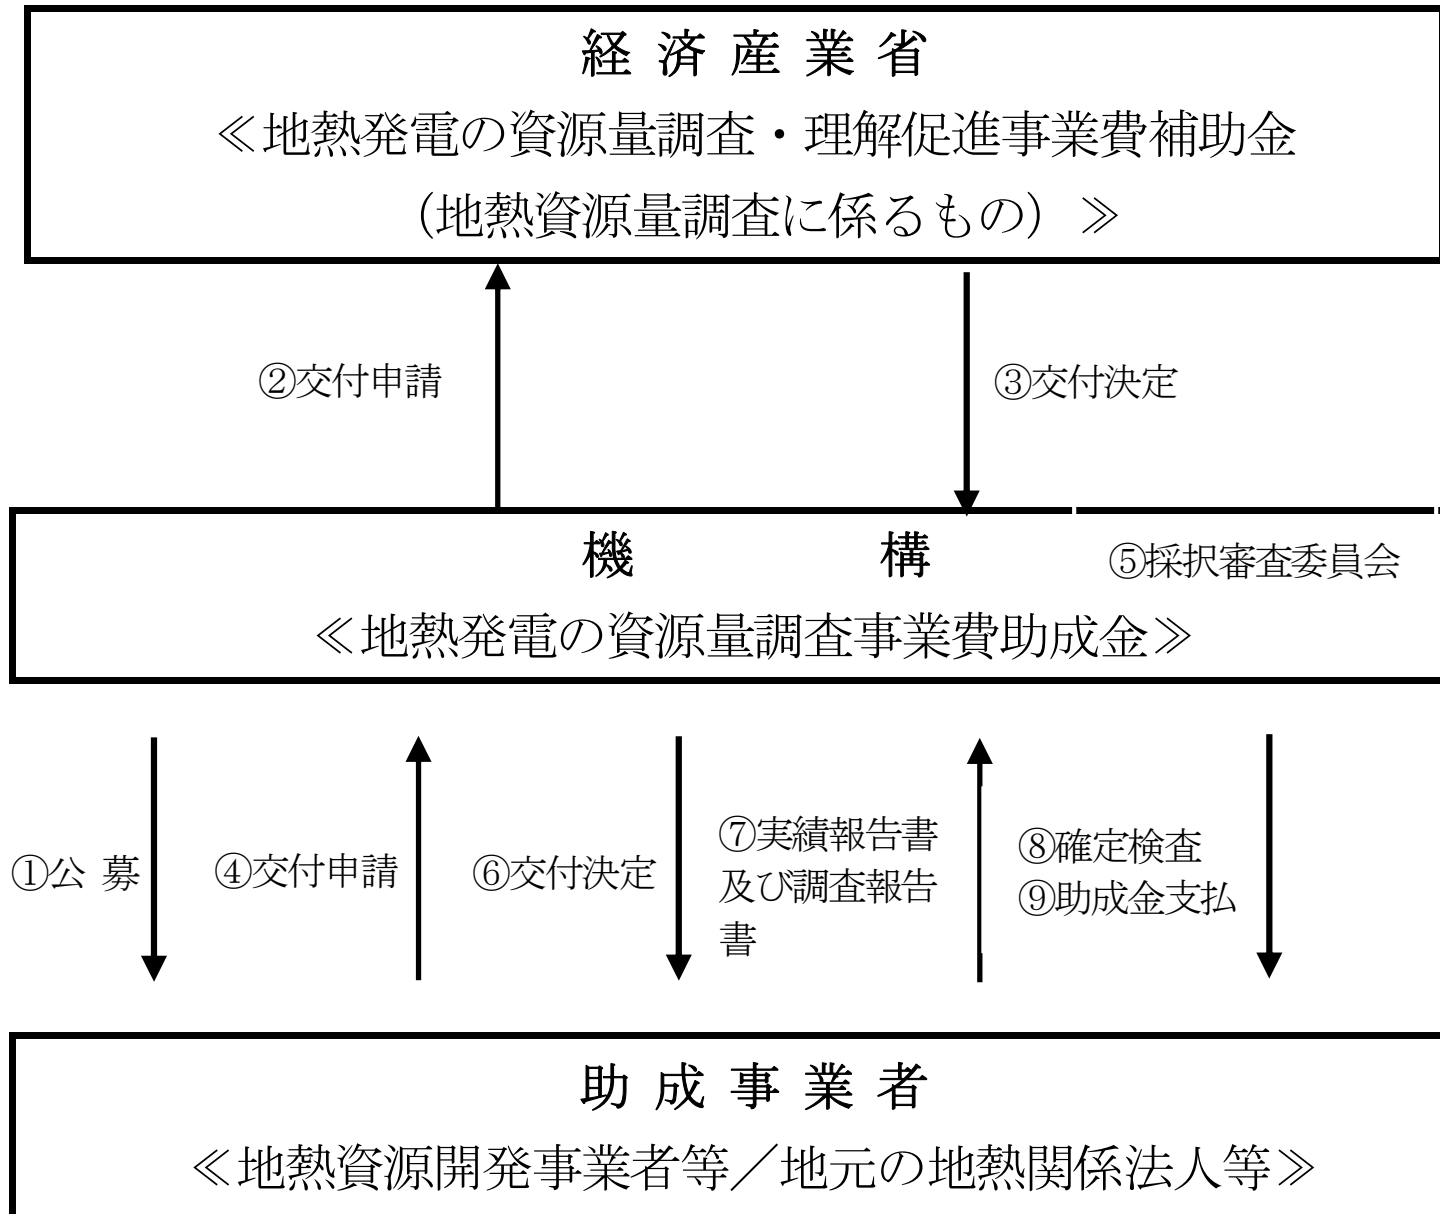 経 済 産 業 省
≪地熱発電の資源量調査・理解促進事業費補助金
（地熱資源量調査に係るもの）≫
②交付申請
③交付決定
機　　　　構
⑤採択審査委員会
≪地熱発電の資源量調査事業費助成金≫
①公 募
④交付申請
⑥交付決定
⑦実績報告書
及び調査報告
書
⑧確定検査
⑨助成金支払
助 成 事 業 者
≪地熱資源開発事業者等／地元の地熱関係法人等≫